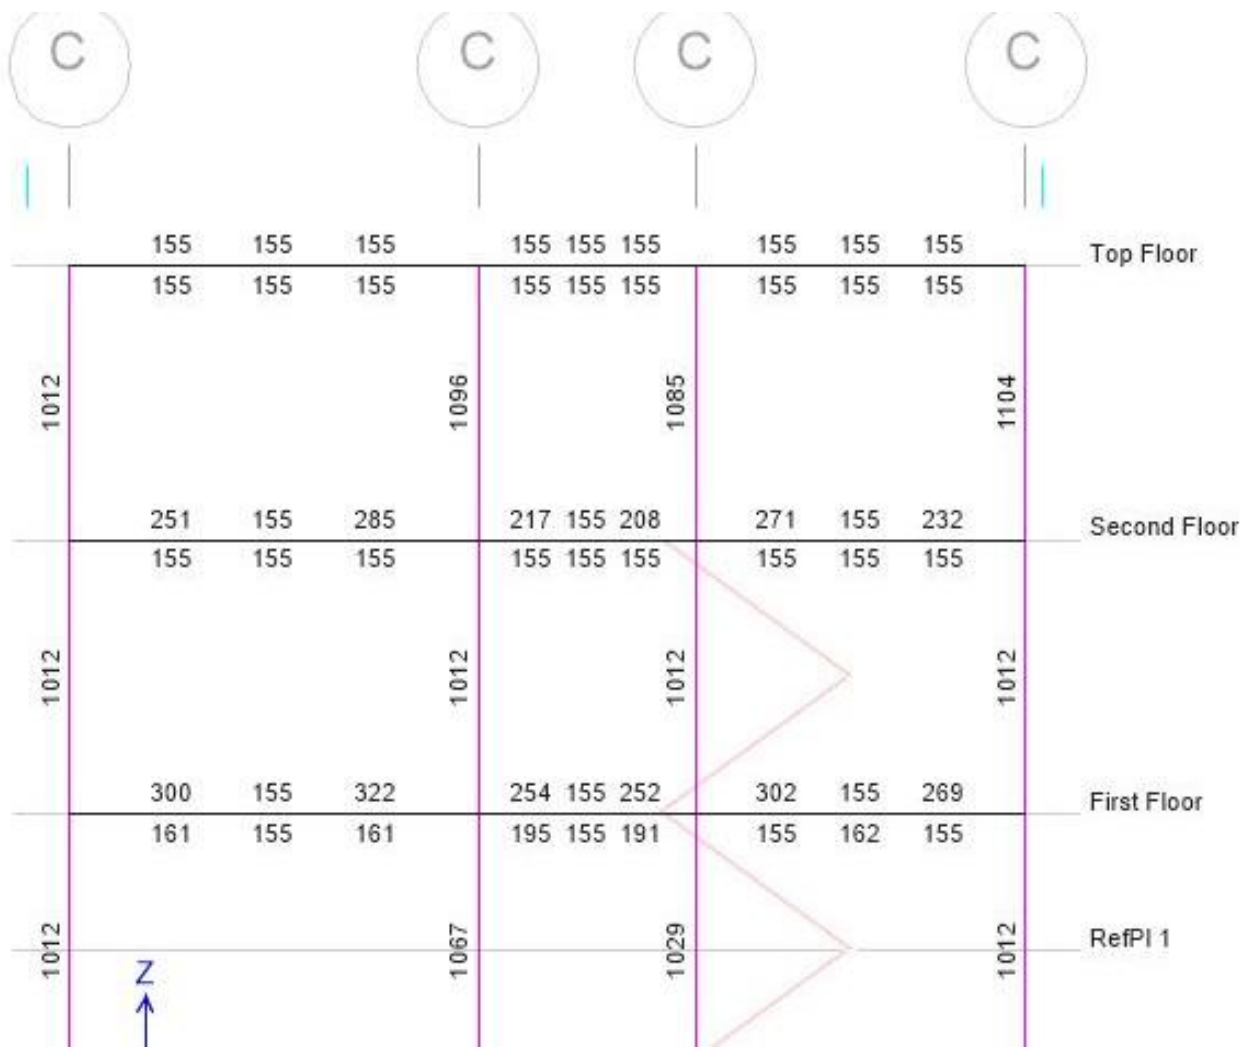 C C C C
155 155 155 155 155 155 155 155 155
Top Floor
155 155 155 155 155 155 155 155 155
1012 1096 1085 1104
251 155 285 217 155 208 271 155 232
Second Floor
155 155 155 155 155 155 155 155 155
1012 1012 1012 1012
300 155 322 254 155 252 302 155 269
First Floor
161 155 161 195 155 191 155 162 155
1012 1067 1029 1012
RefPl 1
Z